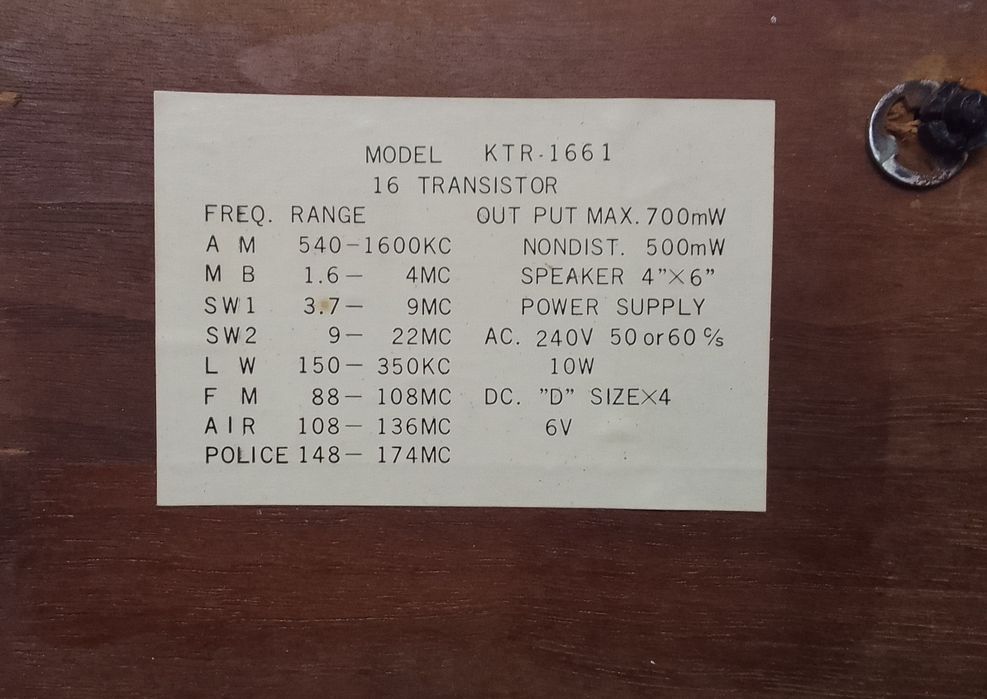 MODEL KTR-1661
16 TRANSISTOR
FREQ. RANGE OUT PUT MAX. 700mW
A M 540-1600KC NONDIST. 500mW
M B 1.6- 4MC SPEAKER 4"×6"
SW1 3.7- 9MC POWER SUPPLY
SW2 9- 22MC AC. 240V 50 or 60 c/s
L W 150- 350KC 10W
F M 88- 108MC DC. "D" SIZE×4
AIR 108- 136MC 6V
POLICE 148- 174MC